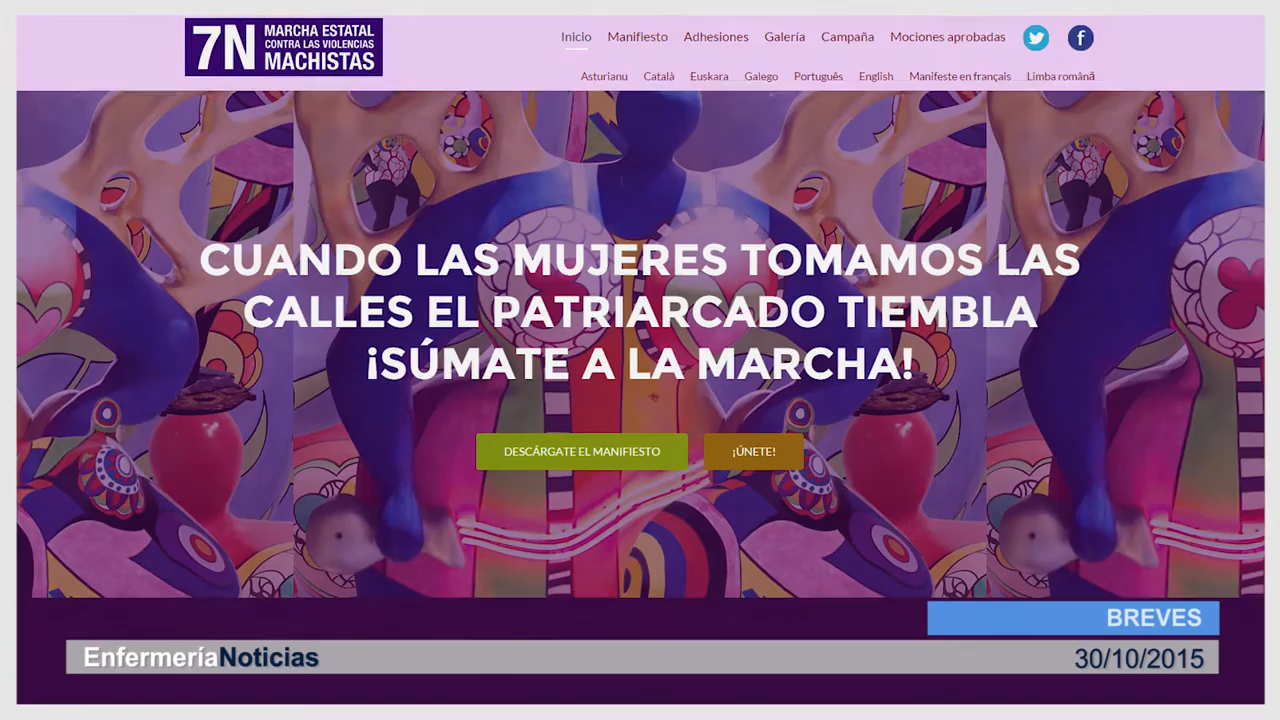 7N MARCHA ESTATAL
CONTRA LAS VIOLENCIAS
MACHISTAS
Inicio Manifiesto Adhesiones Galería Campaña Mociones aprobadas
Asturianu Català Euskara Galego Português English Manifeste en français Limba română
CUANDO LAS MUJERES TOMAMOS LAS
CALLES EL PATRIARCADO TIEMBLA
¡SÚMATE A LA MARCHA!
DESCÁRGATE EL MANIFIESTO ¡ÚNETE!
BREVES
EnfermeríaNoticias 30/10/2015